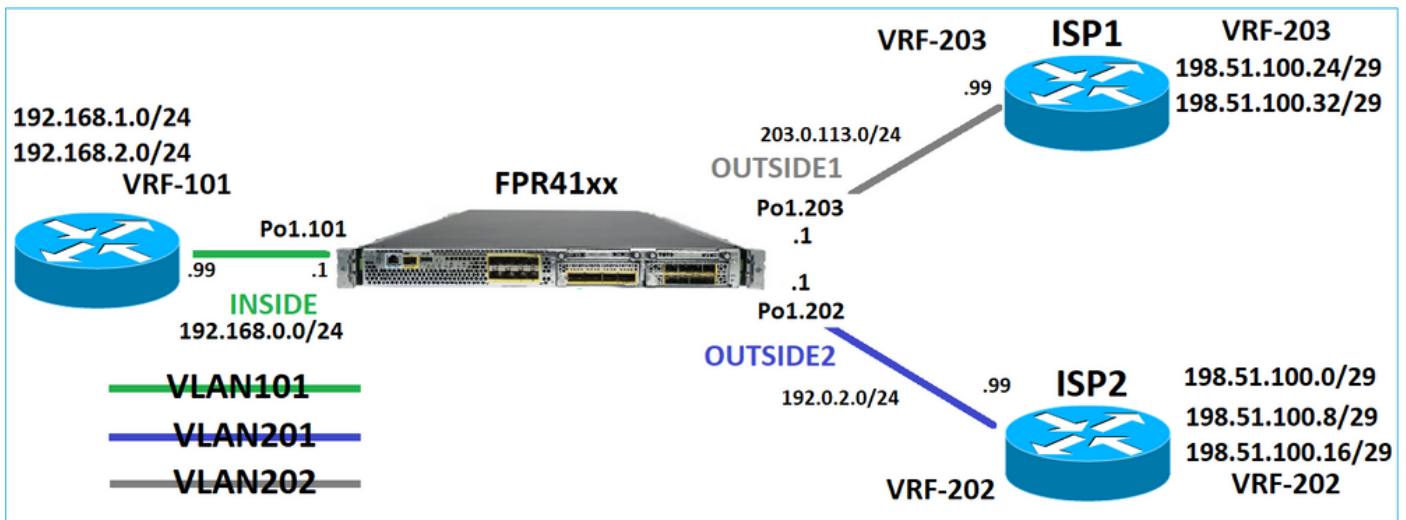 VRF-203
ISP1
VRF-203
198.51.100.24/29
198.51.100.32/29
.99
192.168.1.0/24
192.168.2.0/24
VRF-101
203.0.113.0/24
OUTSIDE1
FPR41xx
Po1.203
.1
Po1.101
.99
.1
.1
Po1.202
INSIDE
192.168.0.0/24
OUTSIDE2
192.0.2.0/24
.99
ISP2
198.51.100.0/29
198.51.100.8/29
198.51.100.16/29
VRF-202
VRF-202
VLAN101
VLAN201
VLAN202